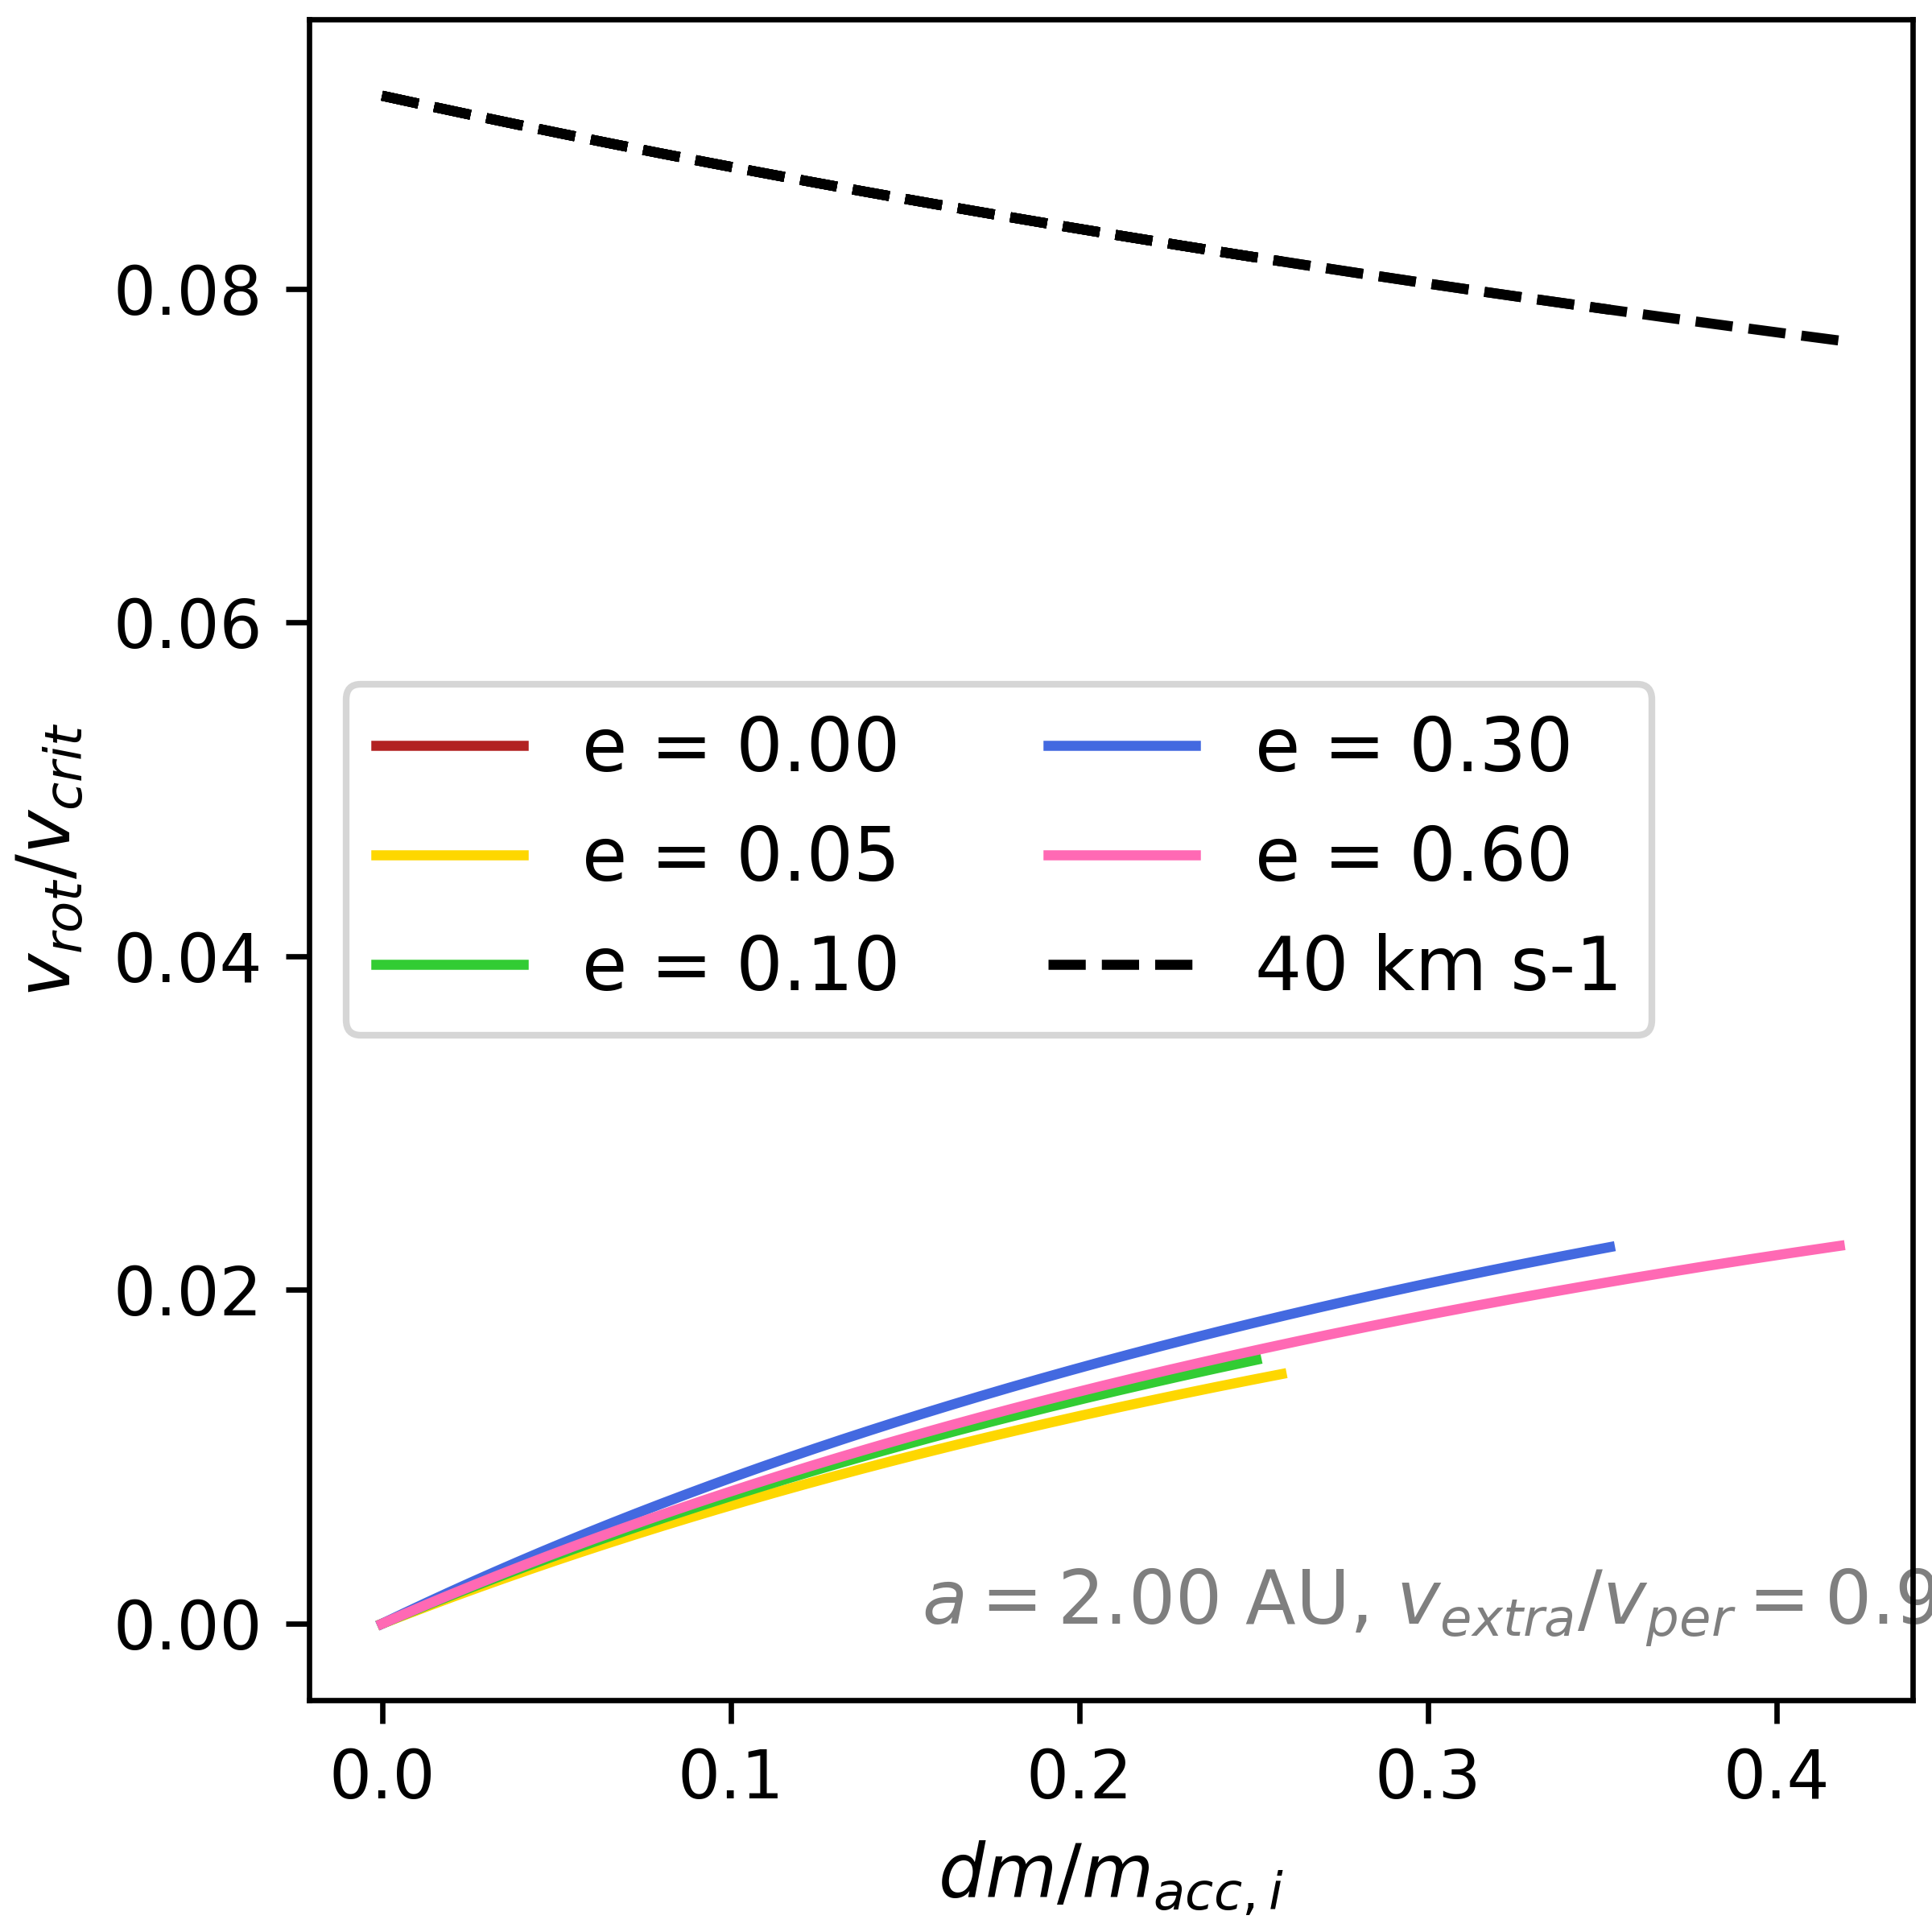 0.08
0.06
0.04
0.02
0.00
v_rot/v_crit
e = 0.00
e = 0.05
e = 0.10
e = 0.30
e = 0.60
40 km s-1
a = 2.00 AU, v_extra/v_per = 0.9
0.0 0.1 0.2 0.3 0.4
dm/m_acc, i